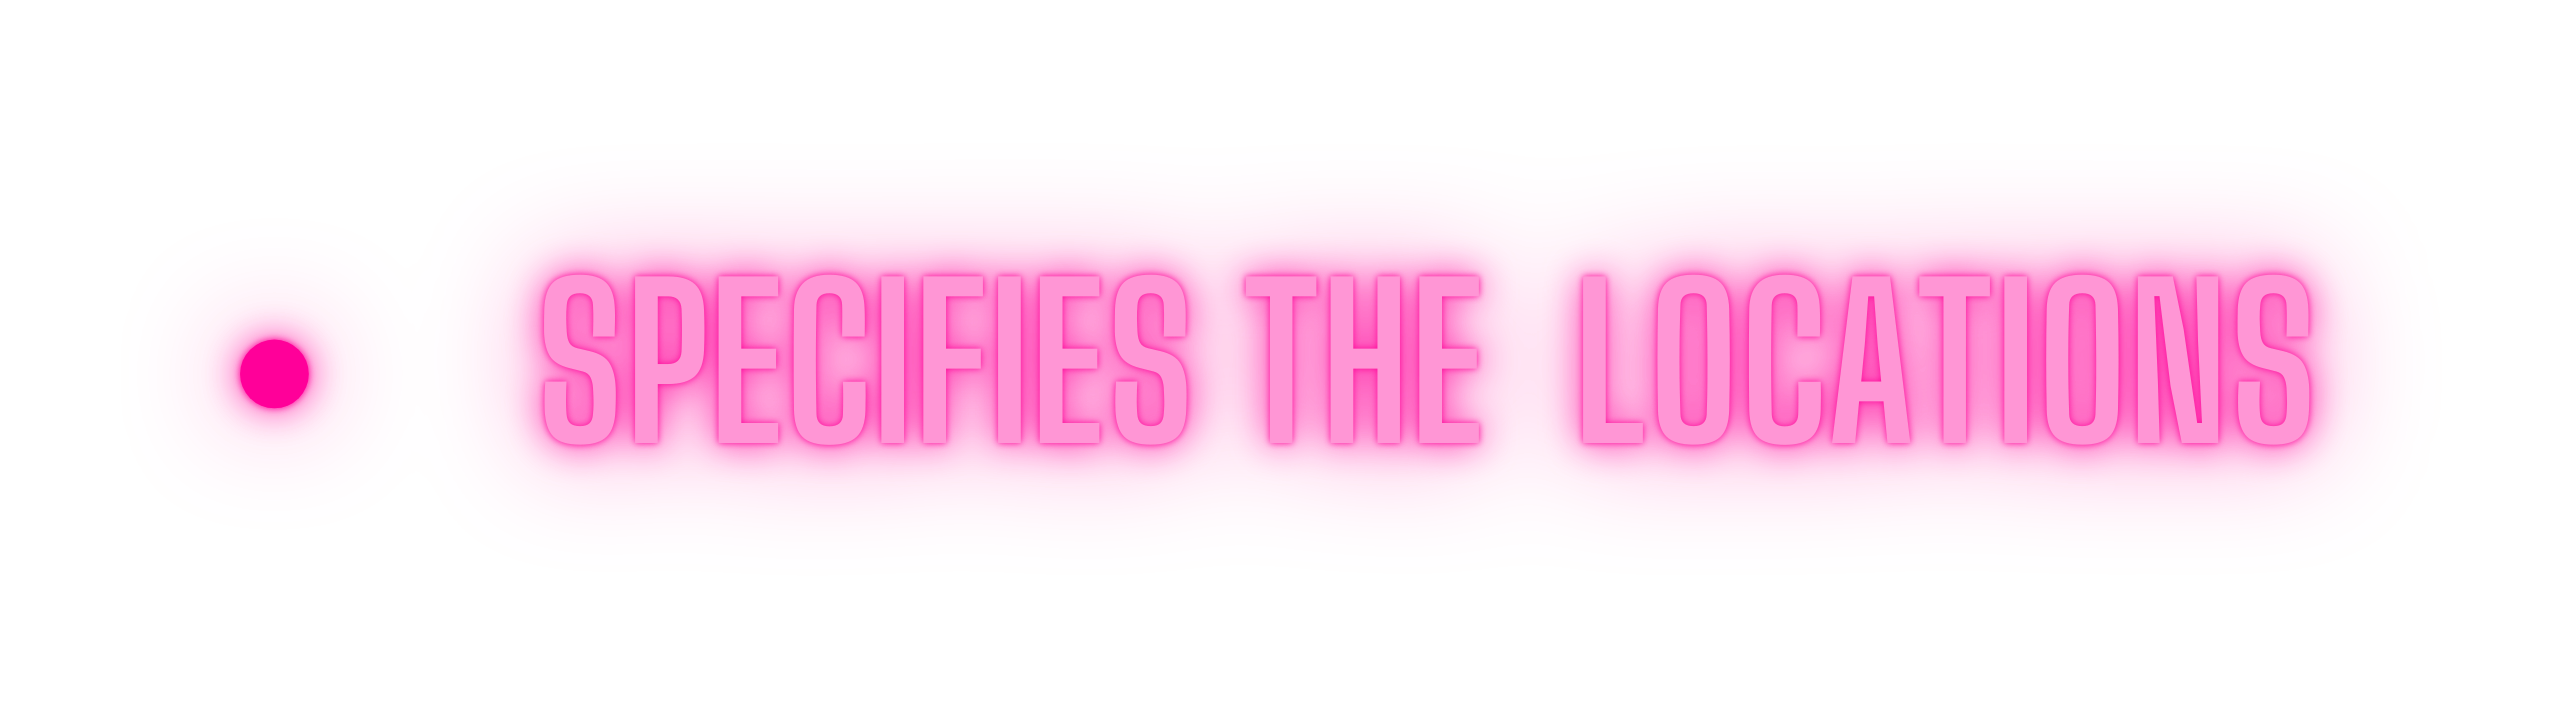 SPECIFIES THE LOCATIONS